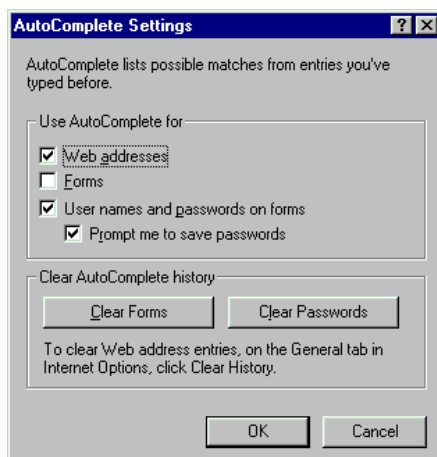 AutoComplete Settings ? X
AutoComplete lists possible matches from entries you've
typed before.
Use AutoComplete for
Web addresses
Forms
User names and passwords on forms
Prompt me to save passwords
Clear AutoComplete history
Clear Forms Clear Passwords
To clear Web address entries, on the General tab in
Internet Options, click Clear History.
OK Cancel